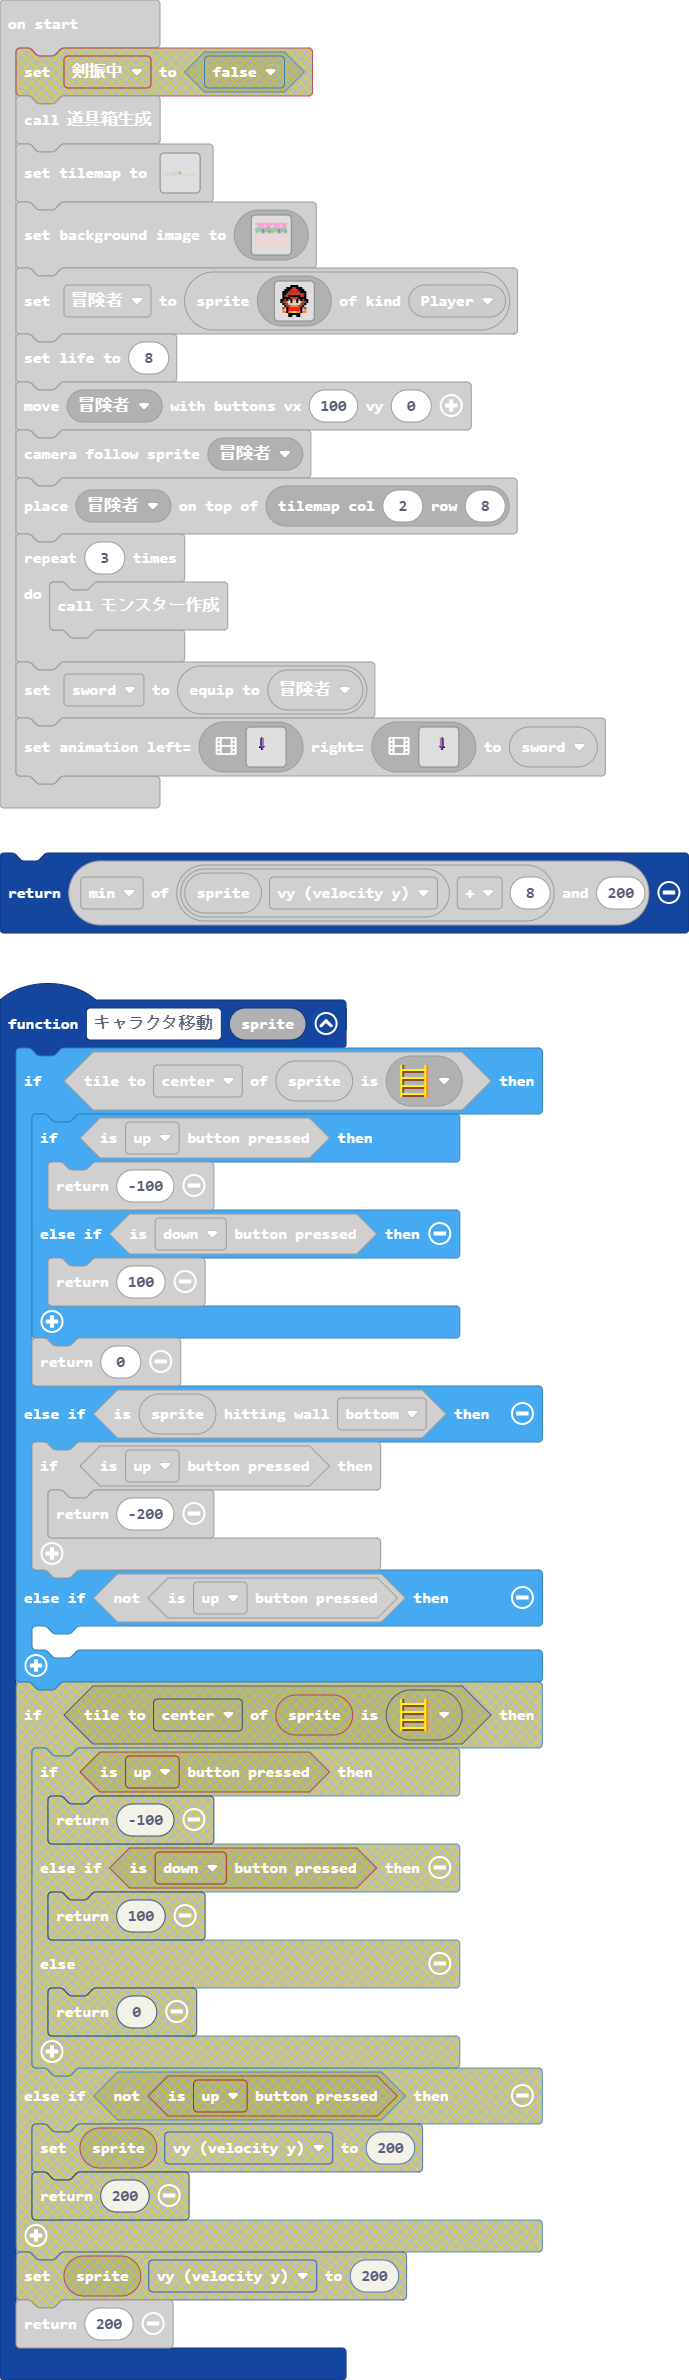 on start
set 剣振中 to false
call 道具箱生成
set tilemap to
set background image to
set 冒険者 to sprite of kind Player
set life to 8
move 冒険者 with buttons vx 100 vy 0
camera follow sprite 冒険者
place 冒険者 on top of tilemap col 2 row 8
repeat 3 times
do call モンスター作成
set sword to equip to 冒険者
set animation left= right= to sword
return min of sprite vy (velocity y) + 8 and 200
function キャラクタ移動 sprite
if tile to center of sprite is then
if is up button pressed then
return -100
else if is down button pressed then
return 100
return 0
else if is sprite hitting wall bottom then
if is up button pressed then
return -200
else if not is up button pressed then
if tile to center of sprite is then
if is up button pressed then
return -100
else if is down button pressed then
return 100
else
return 0
else if not is up button pressed then
set sprite vy (velocity y) to 200
return 200
set sprite vy (velocity y) to 200
return 200